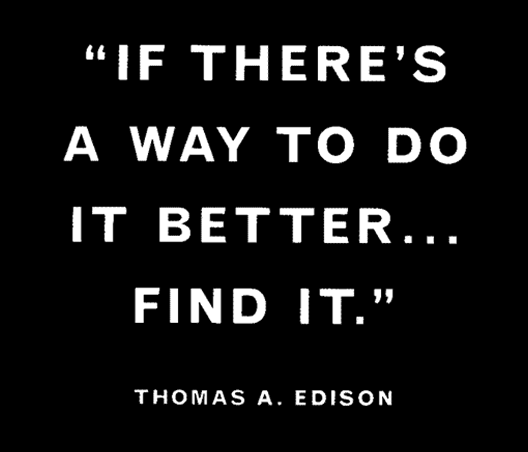 “IF THERE’S
A WAY TO DO
IT BETTER...
FIND IT.”
THOMAS A. EDISON